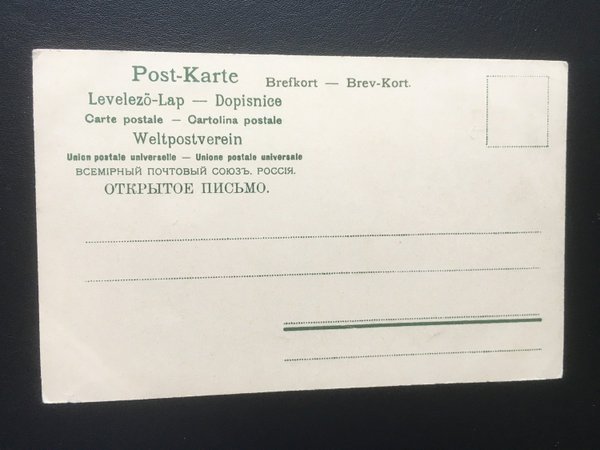 Post-Karte Brefkort — Brev-Kort.
Levelező-Lap — Dopisnice
Carte postale — Cartolina postale
Weltpostverein
Union postale universelle — Unione postale universale
ВСЕМІРНЫЙ ПОЧТОВЫЙ СОЮЗЪ. РОССІЯ.
ОТКРЫТОЕ ПИСЬМО.